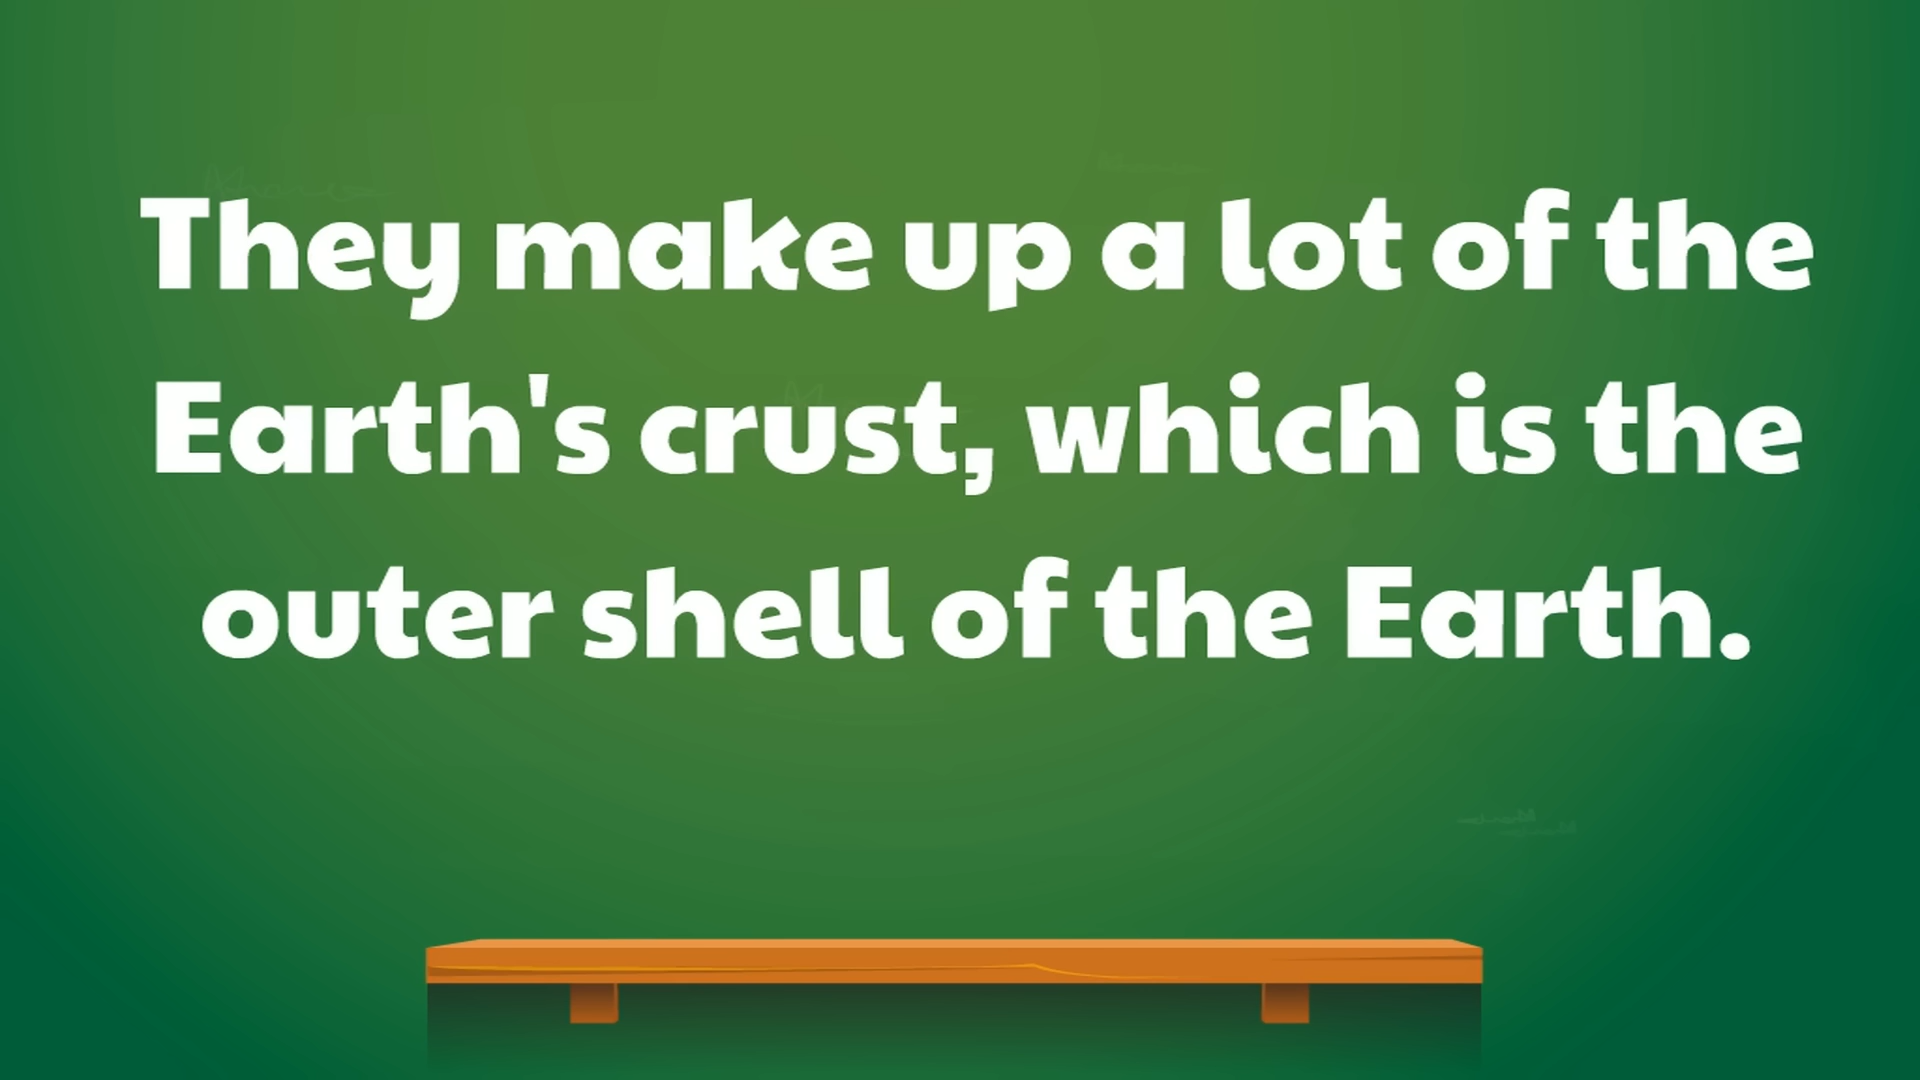 They make up a lot of the
Earth's crust, which is the
outer shell of the Earth.